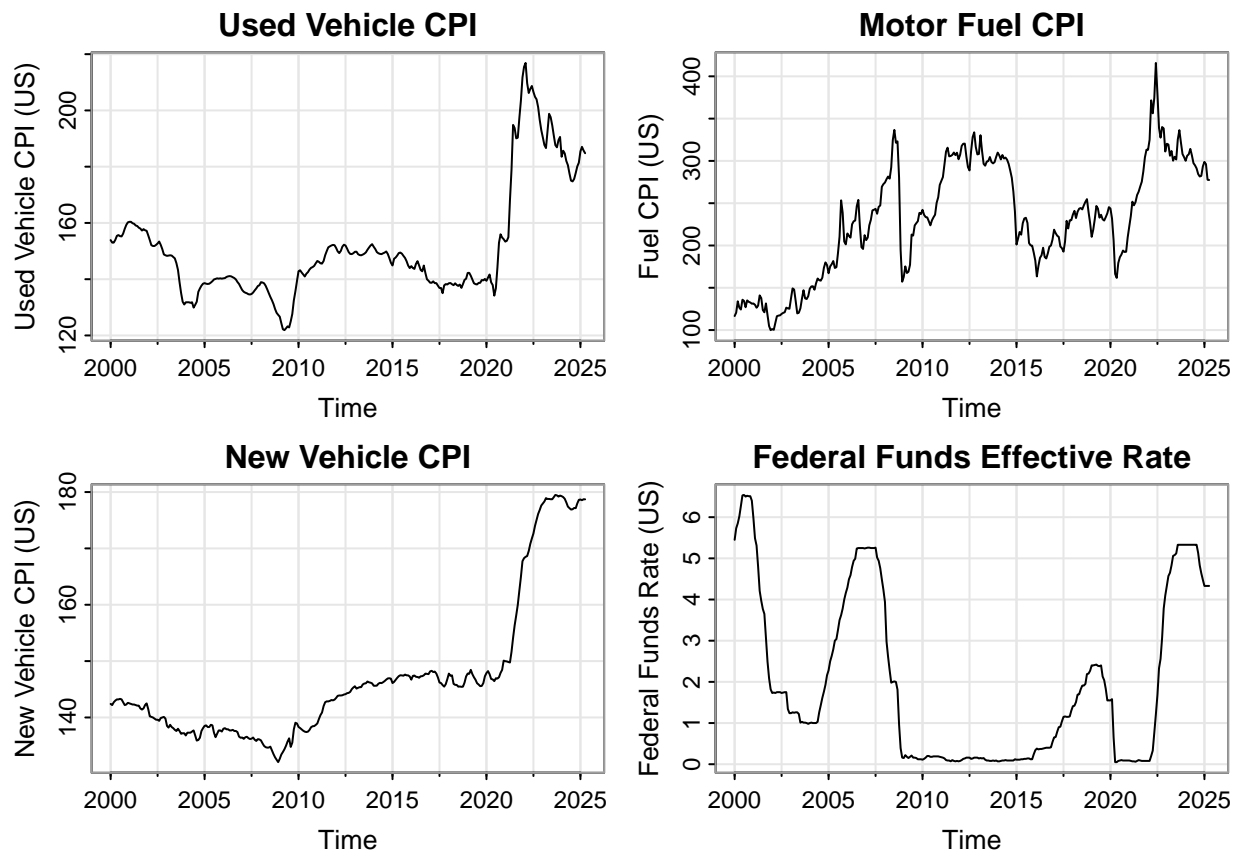 Used Vehicle CPI
Used Vehicle CPI (US)
120
160
200
2000 2005 2010 2015 2020 2025
Time
Motor Fuel CPI
Fuel CPI (US)
100
200
300
400
2000 2005 2010 2015 2020 2025
Time
New Vehicle CPI
New Vehicle CPI (US)
140
160
180
2000 2005 2010 2015 2020 2025
Time
Federal Funds Effective Rate
Federal Funds Rate (US)
0
1
2
3
4
5
6
2000 2005 2010 2015 2020 2025
Time